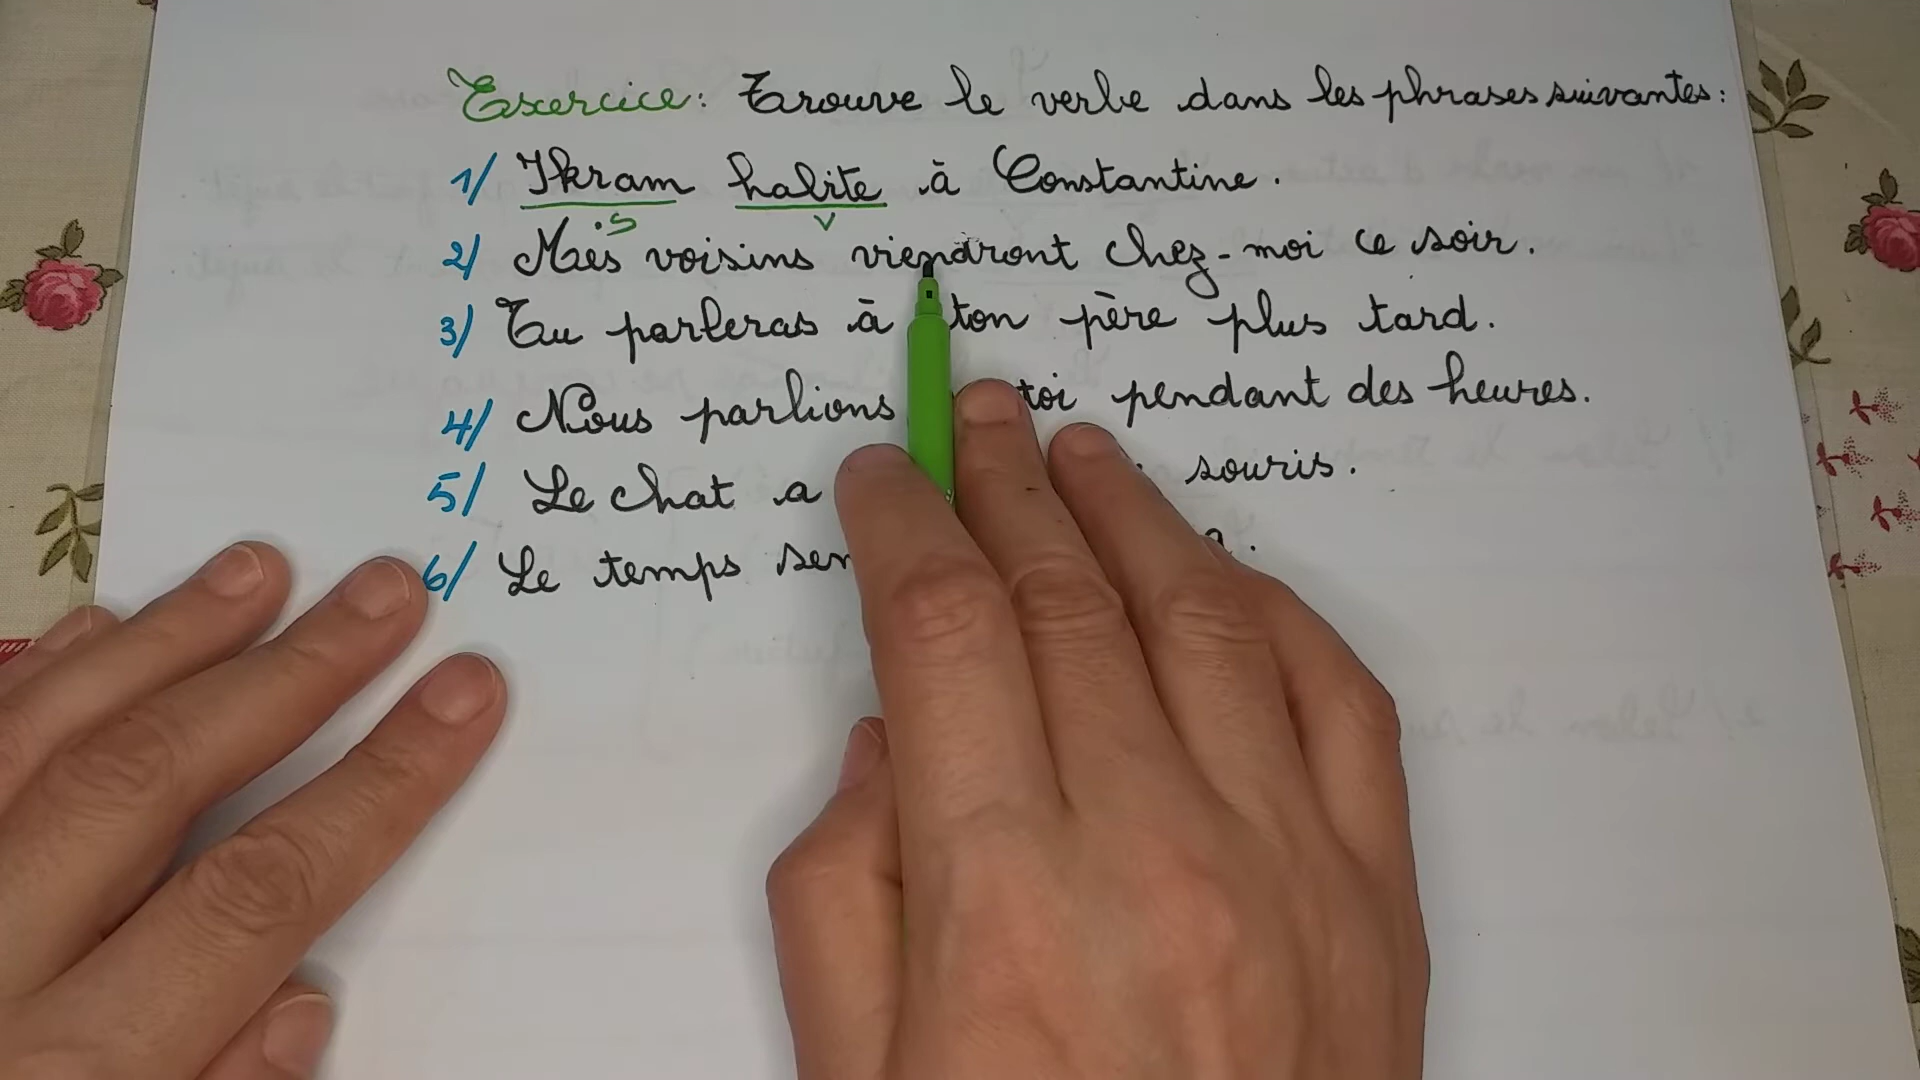 Exercice: Trouve le verbe dans les phrases suivantes:
1/ Ikram habite à Constantine.
S V
2/ Mes voisins viendront chez-moi ce soir.
3/ Tu parleras à ton père plus tard.
4/ Nous parlions toi pendant des heures.
5/ Le chat a souris.
6/ Le temps